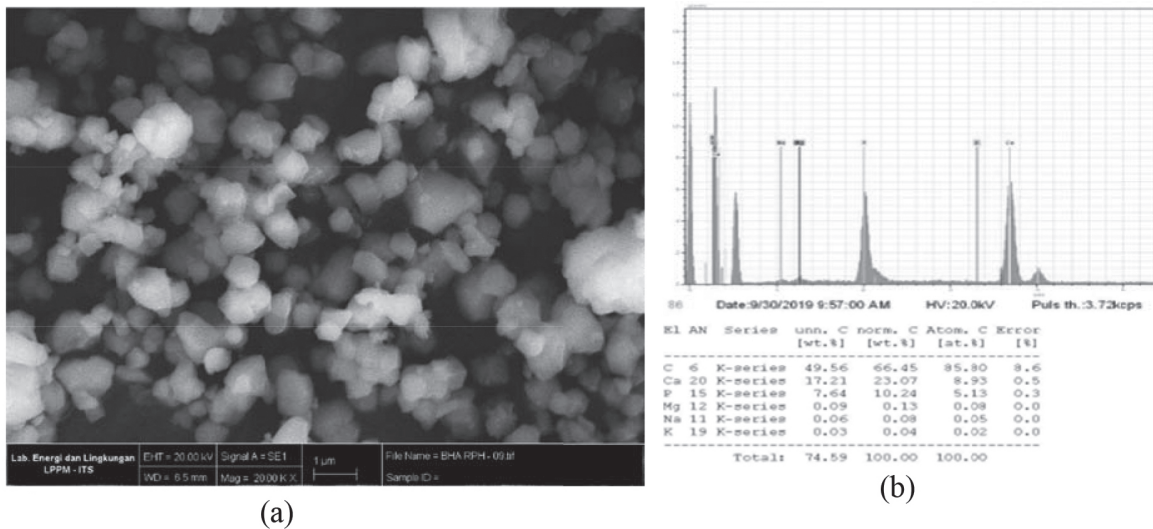 Lab. Energi dan Lingkungan
LPPM - ITS
EHT = 20.00 kV
WD = 6.5 mm
Signal A = SE1
Mag = 20.00 K X
1 µm
File Name = BHA RPH - 09.tif
Sample ID =
(a)
P
Ca
86 Date:9/30/2019 9:57:00 AM HV:20.0kV Puls th.:3.72kcps
El AN Series unn. C norm. C Atom. C Error
[wt.%] [wt.%] [at.%] [%]
C 6 K-series 49.56 66.45 85.80 8.6
Ca 20 K-series 17.21 23.07 8.93 0.5
P 15 K-series 7.64 10.24 5.13 0.3
Mg 12 K-series 0.09 0.13 0.08 0.0
Na 11 K-series 0.06 0.08 0.05 0.0
K 19 K-series 0.03 0.04 0.02 0.0
Total: 74.59 100.00 100.00
(b)